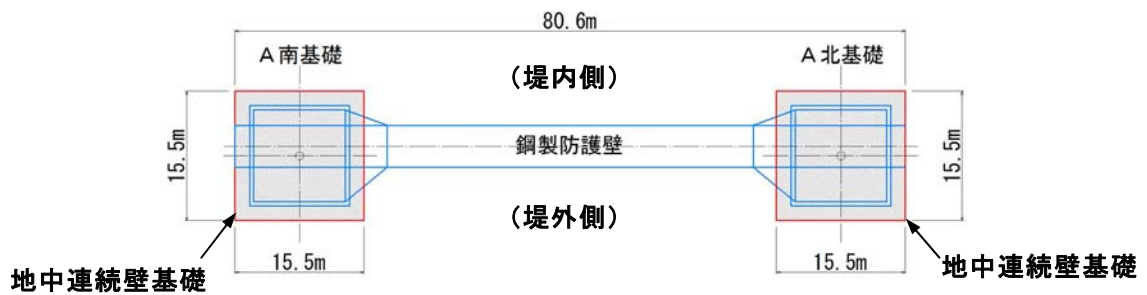 80.6m
A南基礎
A北基礎
(堤内側)
15.5m
鋼製防護壁
15.5m
(堤外側)
15.5m
15.5m
地中連続壁基礎
地中連続壁基礎